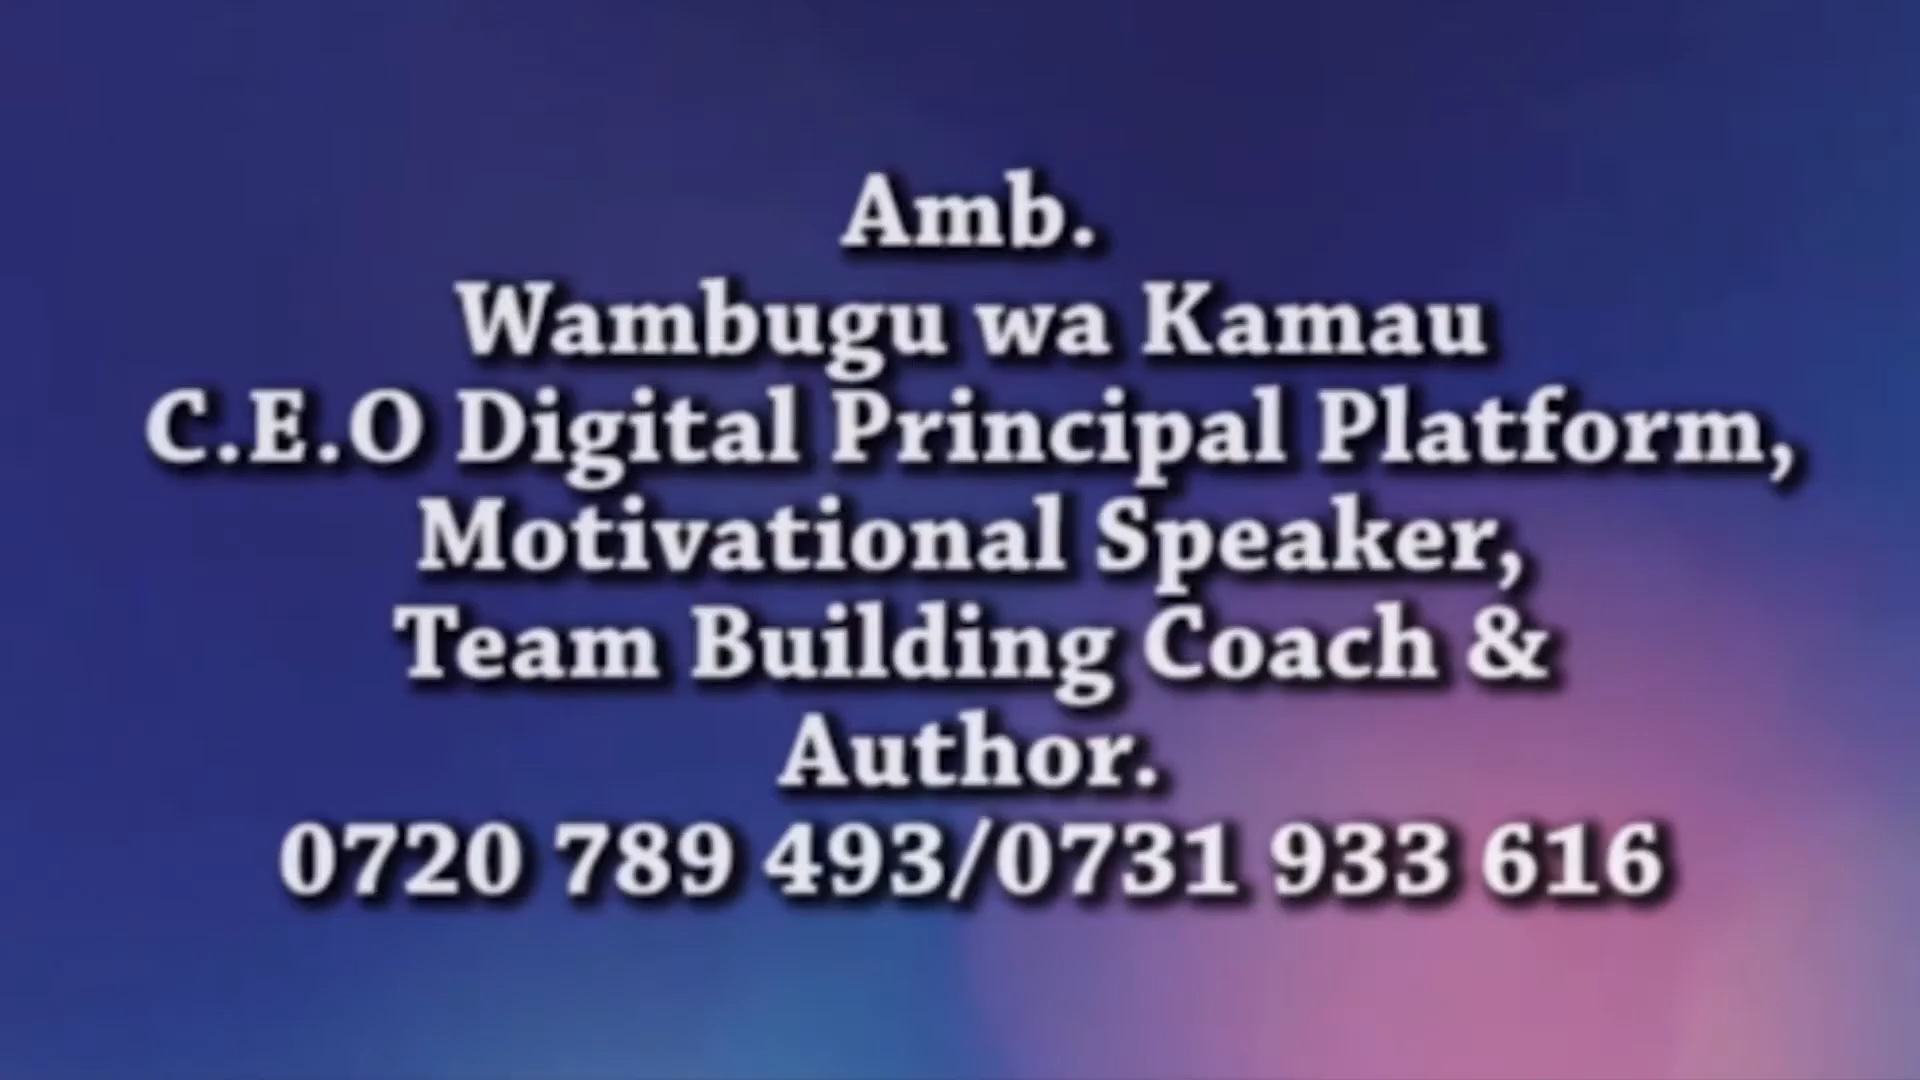 Amb.
Wambugu wa Kamau
C.E.O Digital Principal Platform,
Motivational Speaker,
Team Building Coach &
Author.
0720 789 493/0731 933 616